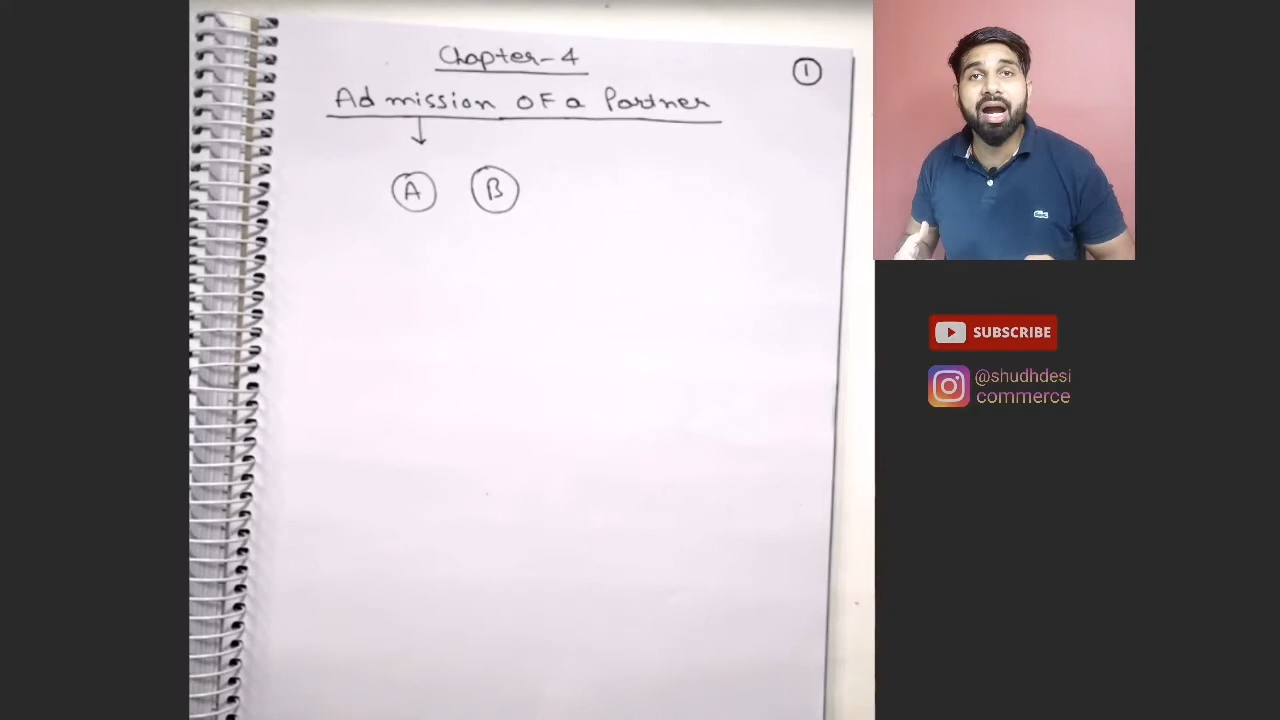 Chapter-4
①
Admission OF a Partner
A B
SUBSCRIBE
@shudhdesi
commerce